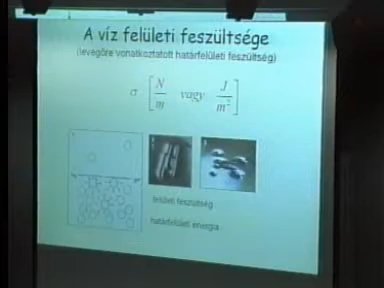 A víz felületi feszültsége
(levegőre vonatkoztatott határfelületi feszültség)
σ [N/m vagy J/m²]
felületi feszültség
határfelületi energia